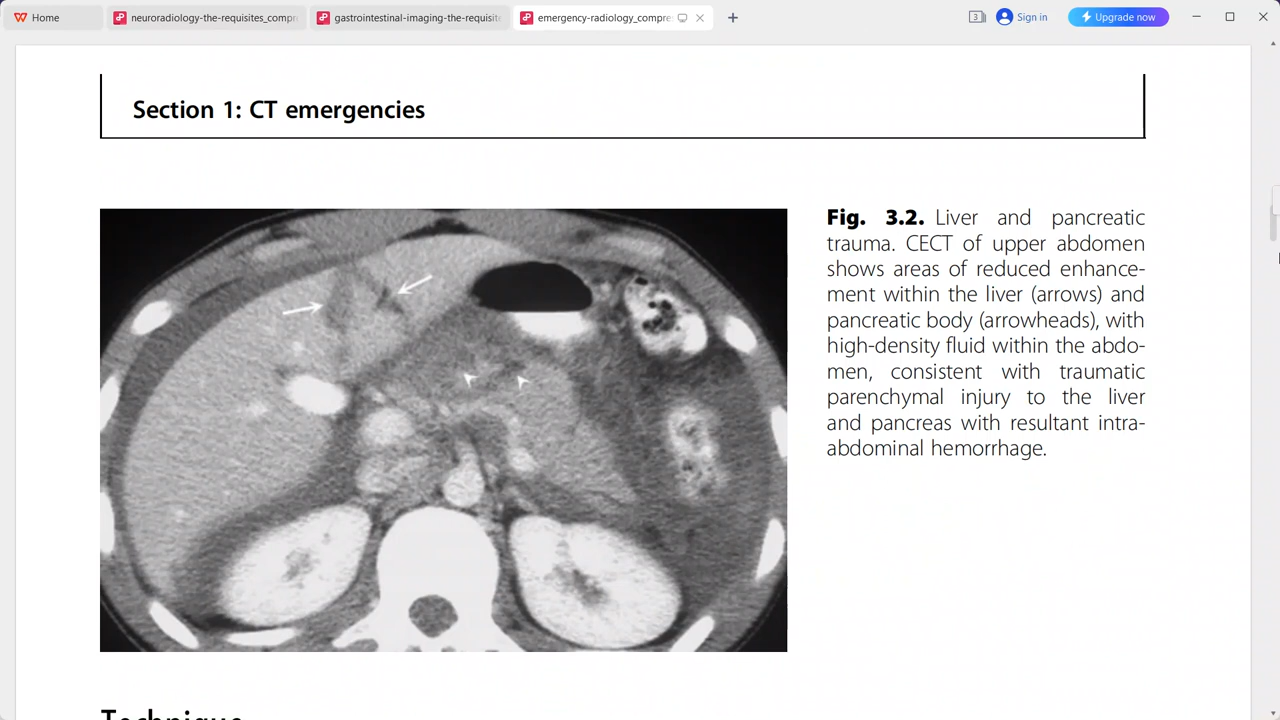 Home
neuroradiology-the-requisites_compr
gastrointestinal-imaging-the-requisite
emergency-radiology_compre
3
Sign in
Upgrade now
Section 1: CT emergencies
Fig. 3.2. Liver and pancreatic
trauma. CECT of upper abdomen
shows areas of reduced enhance-
ment within the liver (arrows) and
pancreatic body (arrowheads), with
high-density fluid within the abdo-
men, consistent with traumatic
parenchymal injury to the liver
and pancreas with resultant intra-
abdominal hemorrhage.
Technique